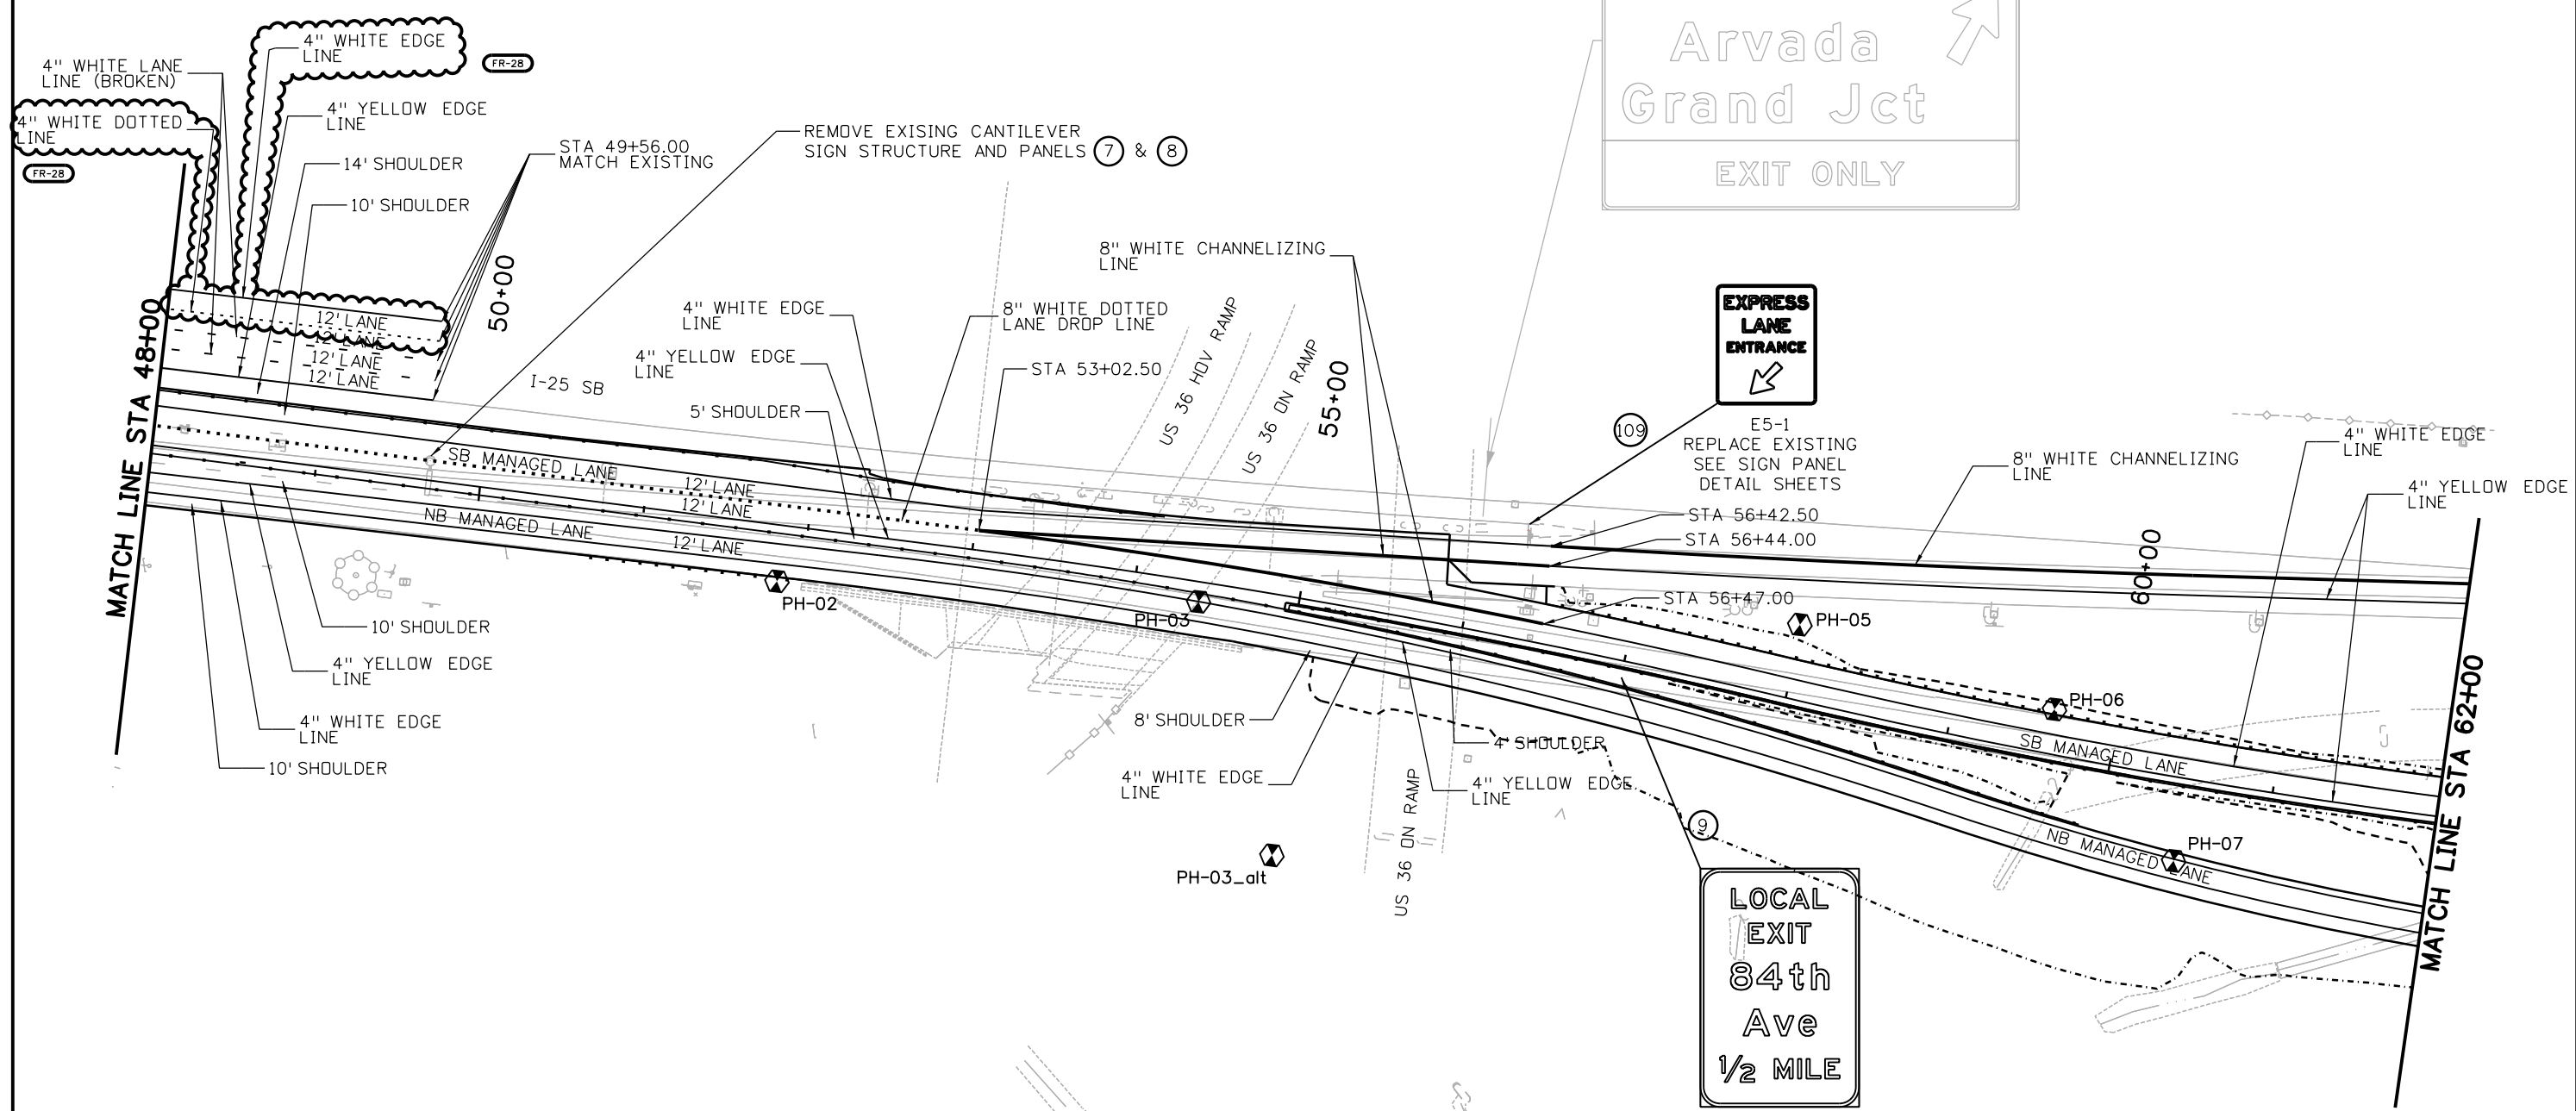 4" WHITE EDGE
LINE
FR-28
4" WHITE LANE
LINE (BROKEN)
4" YELLOW EDGE
LINE
4" WHITE DOTTED
LINE
FR-28
14' SHOULDER
10' SHOULDER
STA 49+56.00
MATCH EXISTING
REMOVE EXISING CANTILEVER
SIGN STRUCTURE AND PANELS 7 & 8
Arvada
Grand Jct
EXIT ONLY
50+00
12' LANE
12' LANE
12' LANE
12' LANE
I-25 SB
MATCH LINE STA 48+00
4" WHITE EDGE
LINE
4" YELLOW EDGE
LINE
5' SHOULDER
8" WHITE DOTTED
LANE DROP LINE
STA 53+02.50
8" WHITE CHANNELIZING
LINE
US 36 HOV RAMP
US 36 ON RAMP
55+00
EXPRESS
LANE
ENTRANCE
109
E5-1
REPLACE EXISTING
SEE SIGN PANEL
DETAIL SHEETS
8" WHITE CHANNELIZING
LINE
4" WHITE EDGE
LINE
4" YELLOW EDGE
LINE
SB MANAGED LANE
12' LANE
12' LANE
NB MANAGED LANE
12' LANE
STA 56+42.50
STA 56+44.00
STA 56+47.00
60+00
PH-02
PH-03
PH-05
PH-06
10' SHOULDER
4" YELLOW EDGE
LINE
4" WHITE EDGE
LINE
10' SHOULDER
8' SHOULDER
4" WHITE EDGE
LINE
4' SHOULDER
4" YELLOW EDGE
LINE
US 36 ON RAMP
SB MANAGED LANE
NB MANAGED LANE
PH-07
PH-03_alt
9
LOCAL
EXIT
84th
Ave
1/2 MILE
MATCH LINE STA 62+00